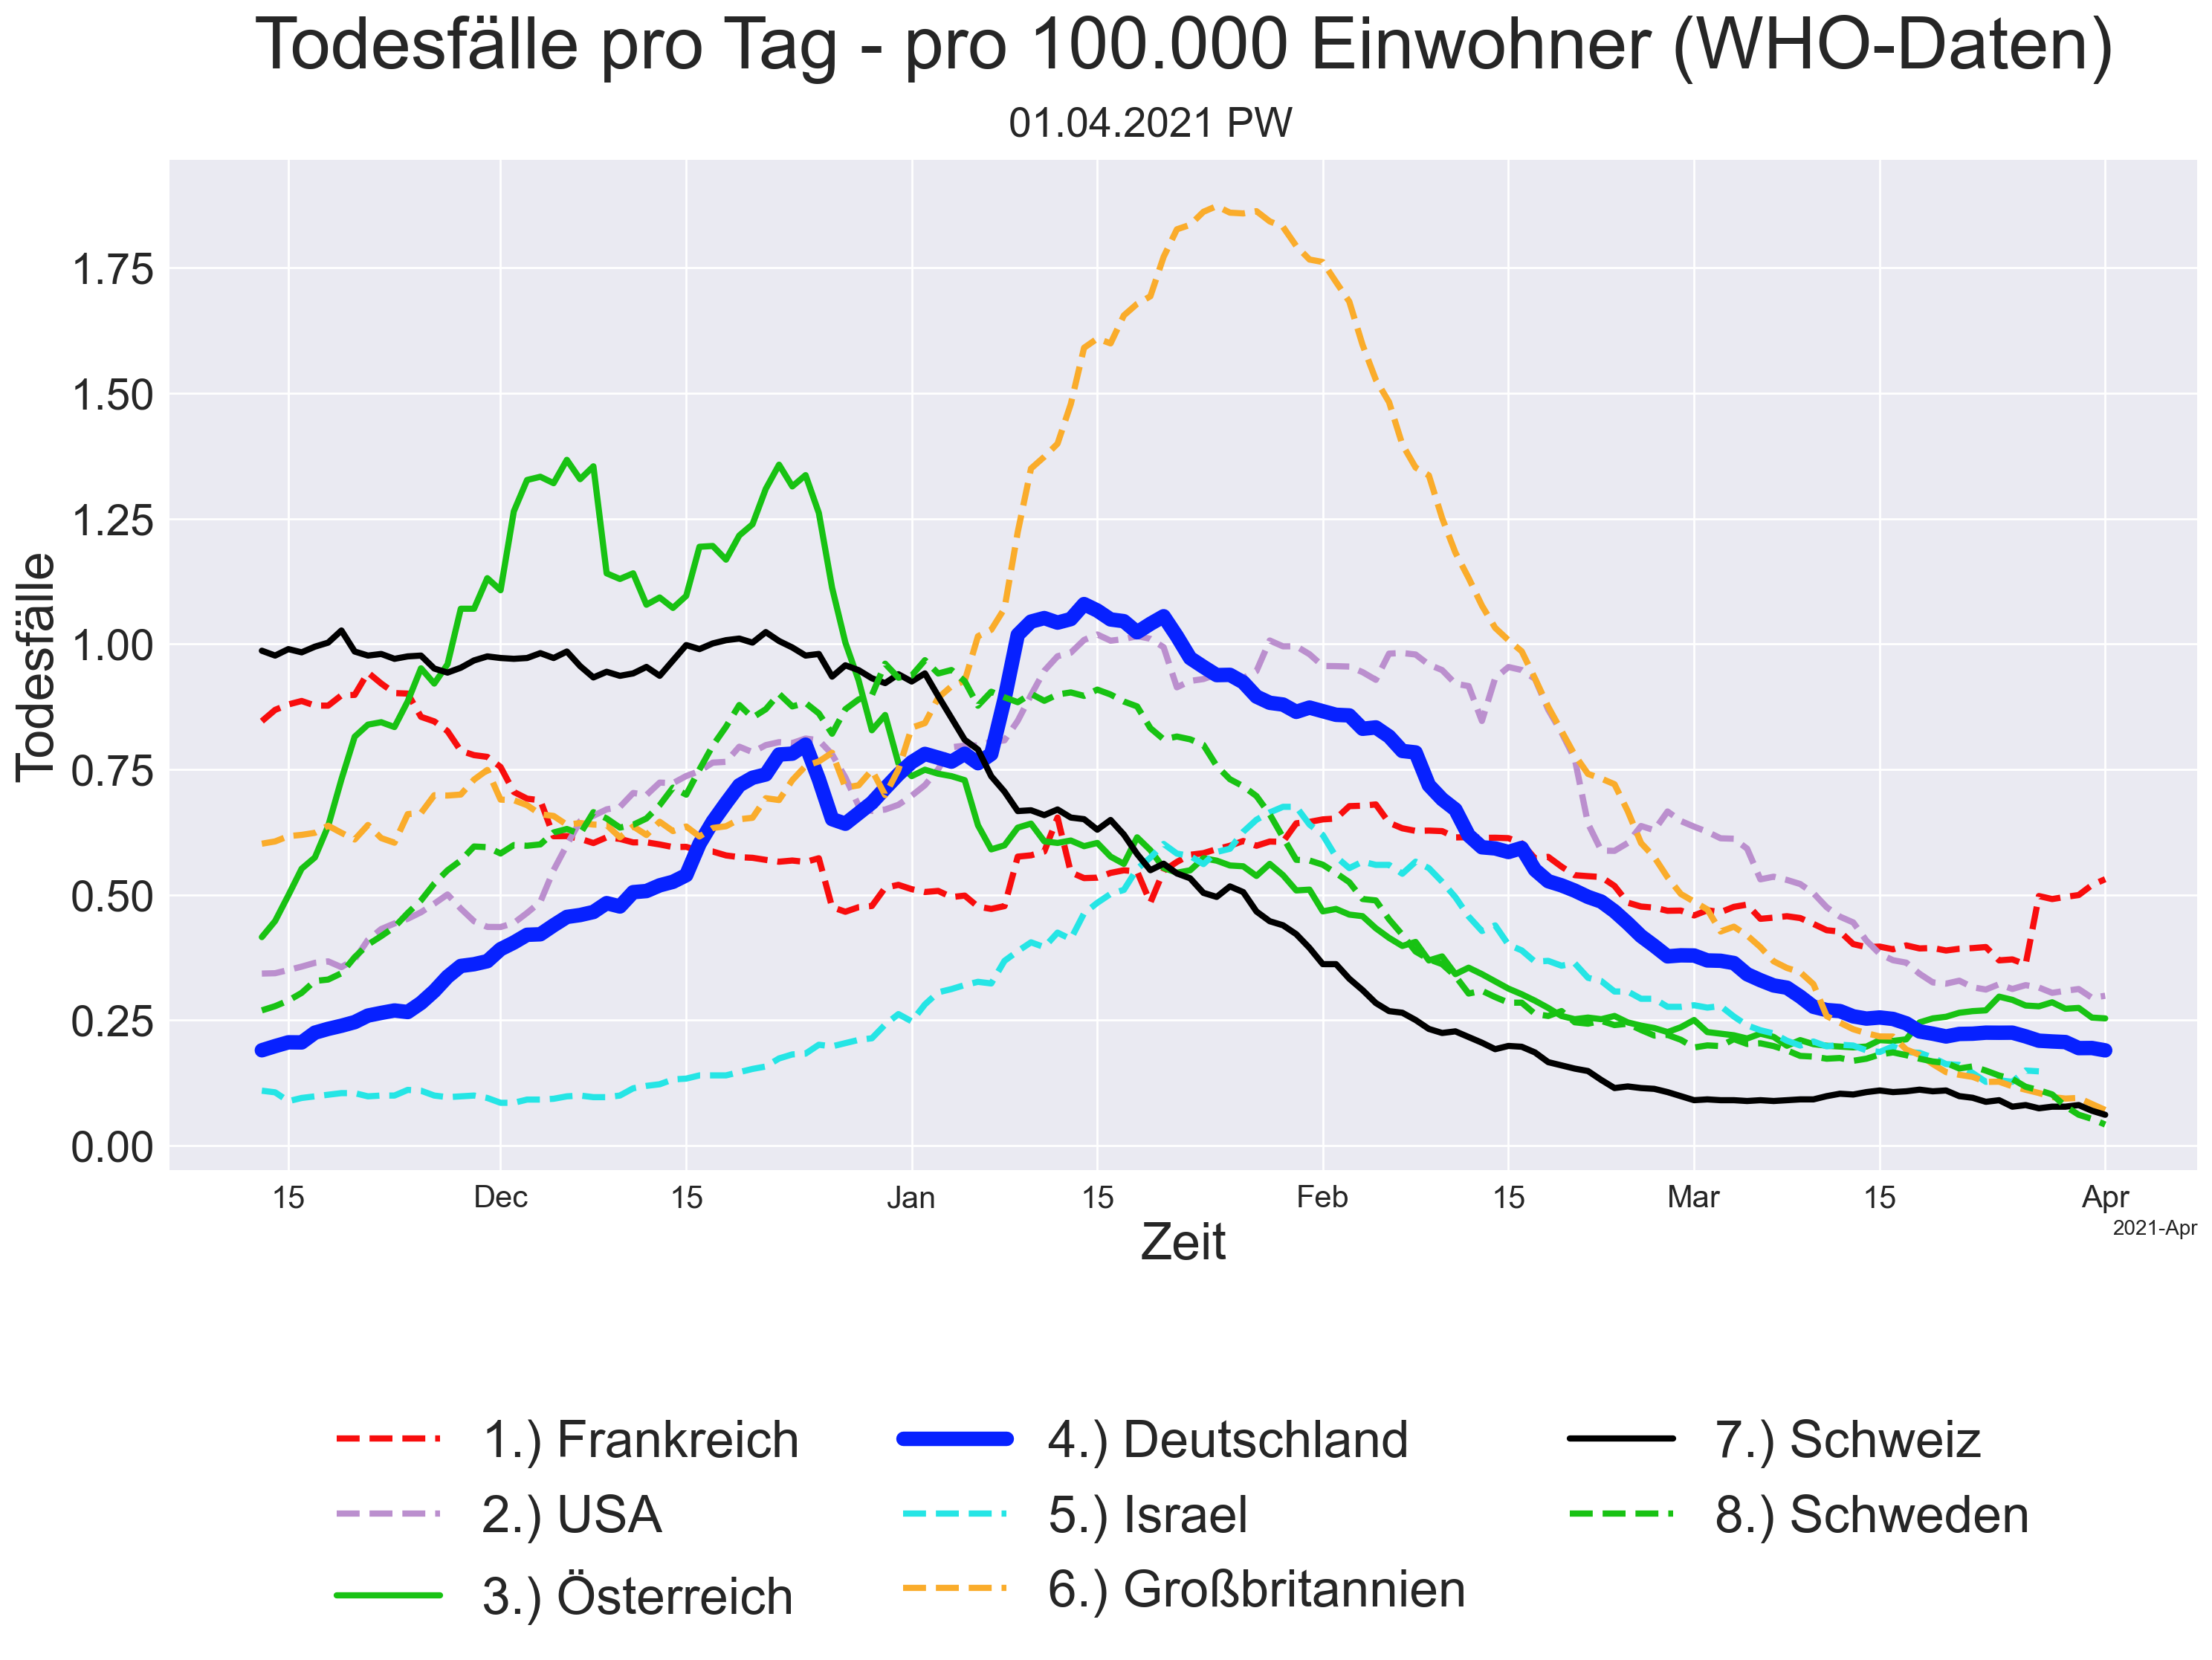 Todesfälle pro Tag - pro 100.000 Einwohner (WHO-Daten)
01.04.2021 PW
Todesfälle
1.75
1.50
1.25
1.00
0.75
0.50
0.25
0.00
15 Dec 15 Jan 15 Feb 15 Mar 15 Apr
2021-Apr
Zeit
1.) Frankreich
2.) USA
3.) Österreich
4.) Deutschland
5.) Israel
6.) Großbritannien
7.) Schweiz
8.) Schweden